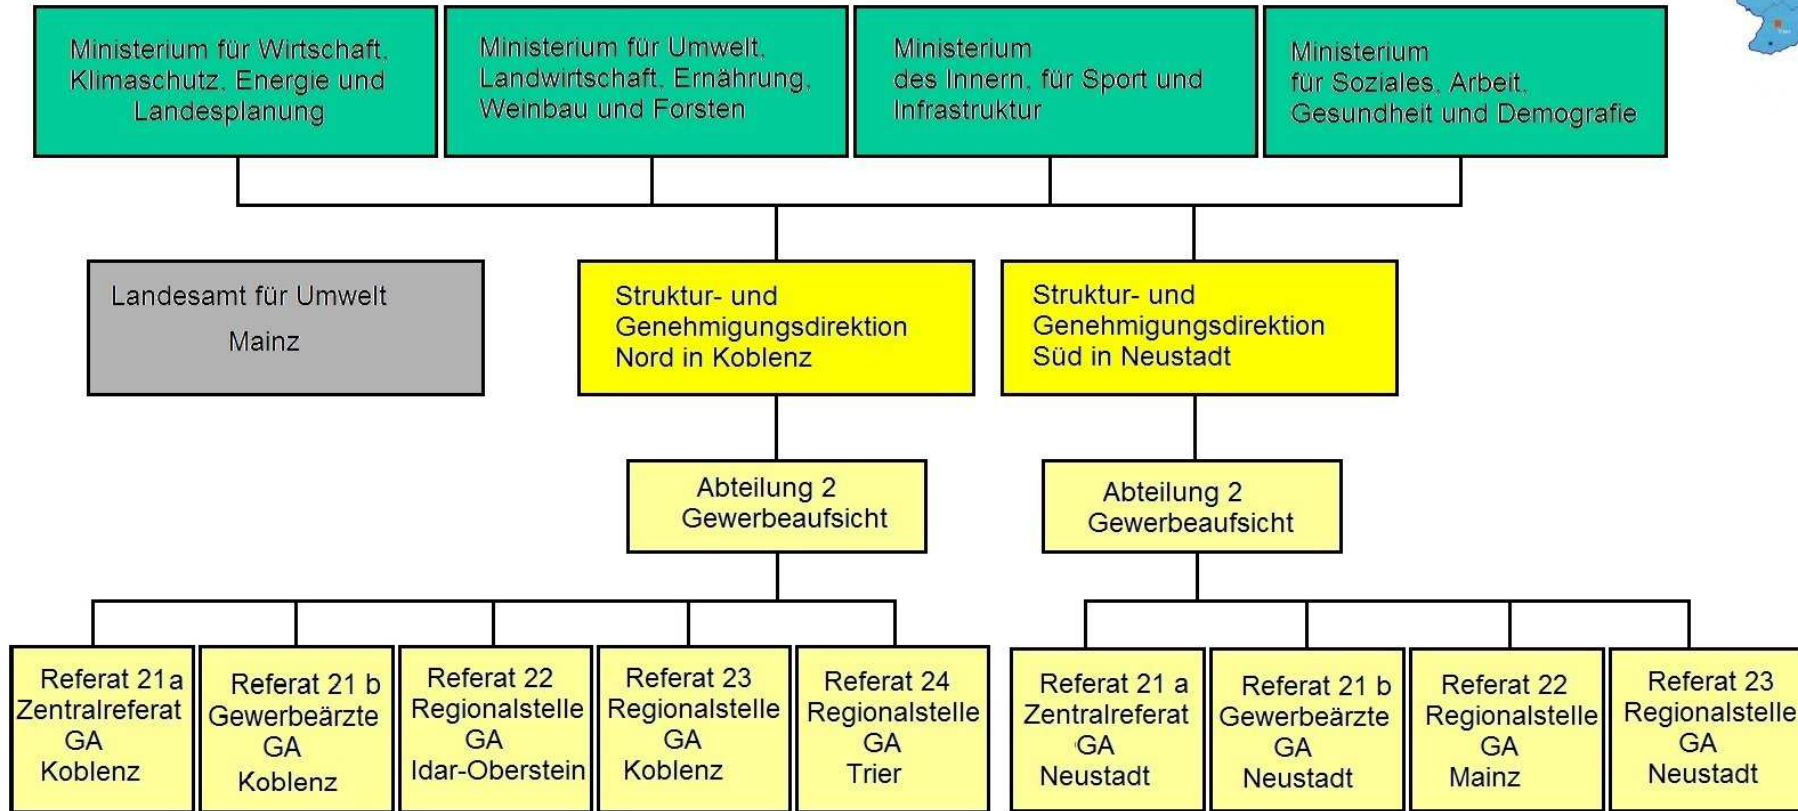 Ministerium für Wirtschaft,
Klimaschutz, Energie und
Landesplanung
Ministerium für Umwelt,
Landwirtschaft, Ernährung,
Weinbau und Forsten
Ministerium
des Innern, für Sport und
Infrastruktur
Ministerium
für Soziales, Arbeit,
Gesundheit und Demografie
Landesamt für Umwelt
Mainz
Struktur- und
Genehmigungsdirektion
Nord in Koblenz
Struktur- und
Genehmigungsdirektion
Süd in Neustadt
Abteilung 2
Gewerbeaufsicht
Abteilung 2
Gewerbeaufsicht
Referat 21 a
Zentralreferat
GA
Koblenz
Referat 21 b
Gewerbeärzte
GA
Koblenz
Referat 22
Regionalstelle
GA
Idar-Oberstein
Referat 23
Regionalstelle
GA
Koblenz
Referat 24
Regionalstelle
GA
Trier
Referat 21 a
Zentralreferat
GA
Neustadt
Referat 21 b
Gewerbeärzte
GA
Neustadt
Referat 22
Regionalstelle
GA
Mainz
Referat 23
Regionalstelle
GA
Neustadt